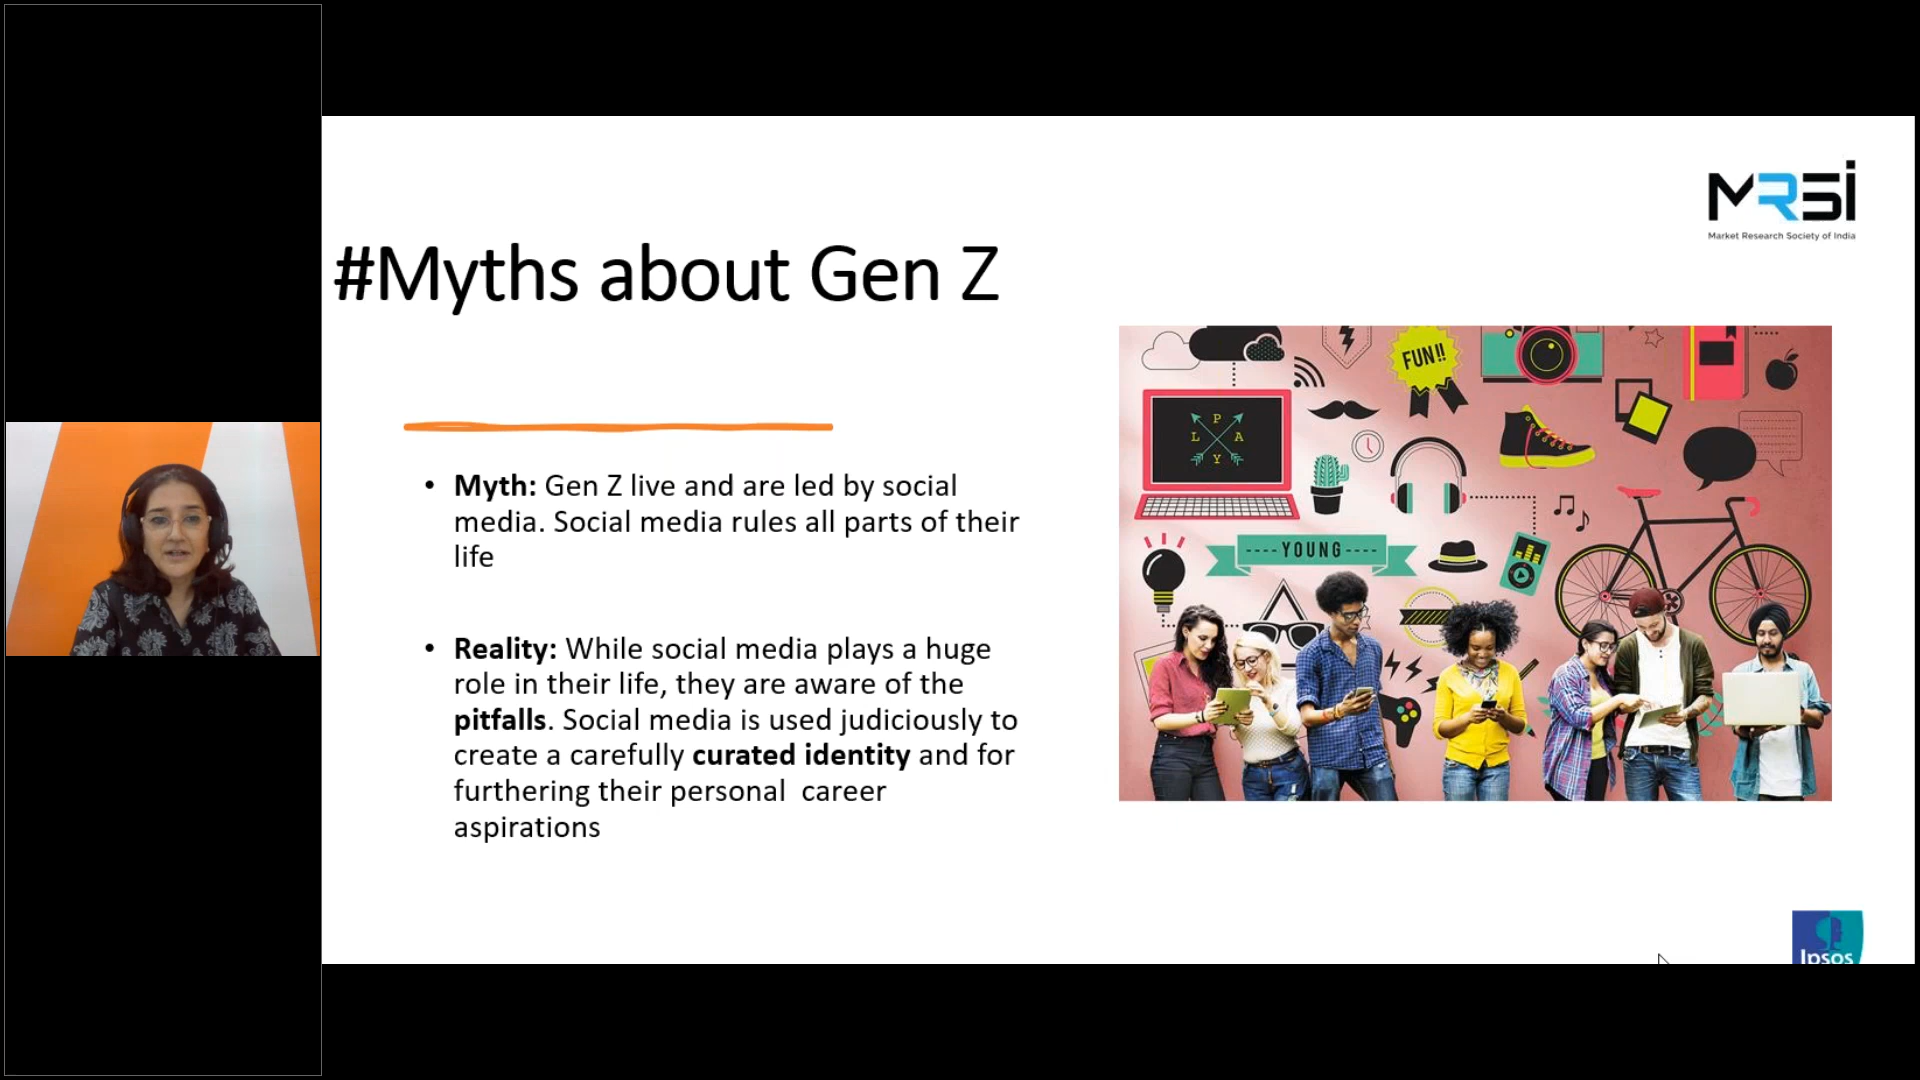 MRSI
Market Research Society of India
#Myths about Gen Z
• Myth: Gen Z live and are led by social
media. Social media rules all parts of their
life
• Reality: While social media plays a huge
role in their life, they are aware of the
pitfalls. Social media is used judiciously to
create a carefully curated identity and for
furthering their personal  career
aspirations
FUN!!
P
L A
Y
----YOUNG----
Ipsos